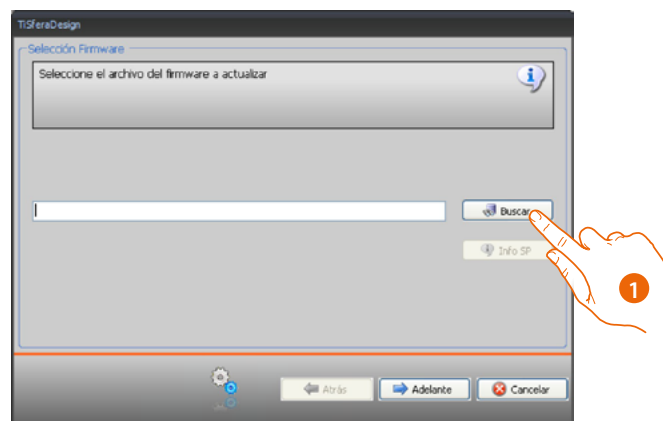 TiSferaDesign
Selección Firmware
Seleccione el archivo del firmware a actualizar
Buscar
Info SP
1
Atrás
Adelante
Cancelar